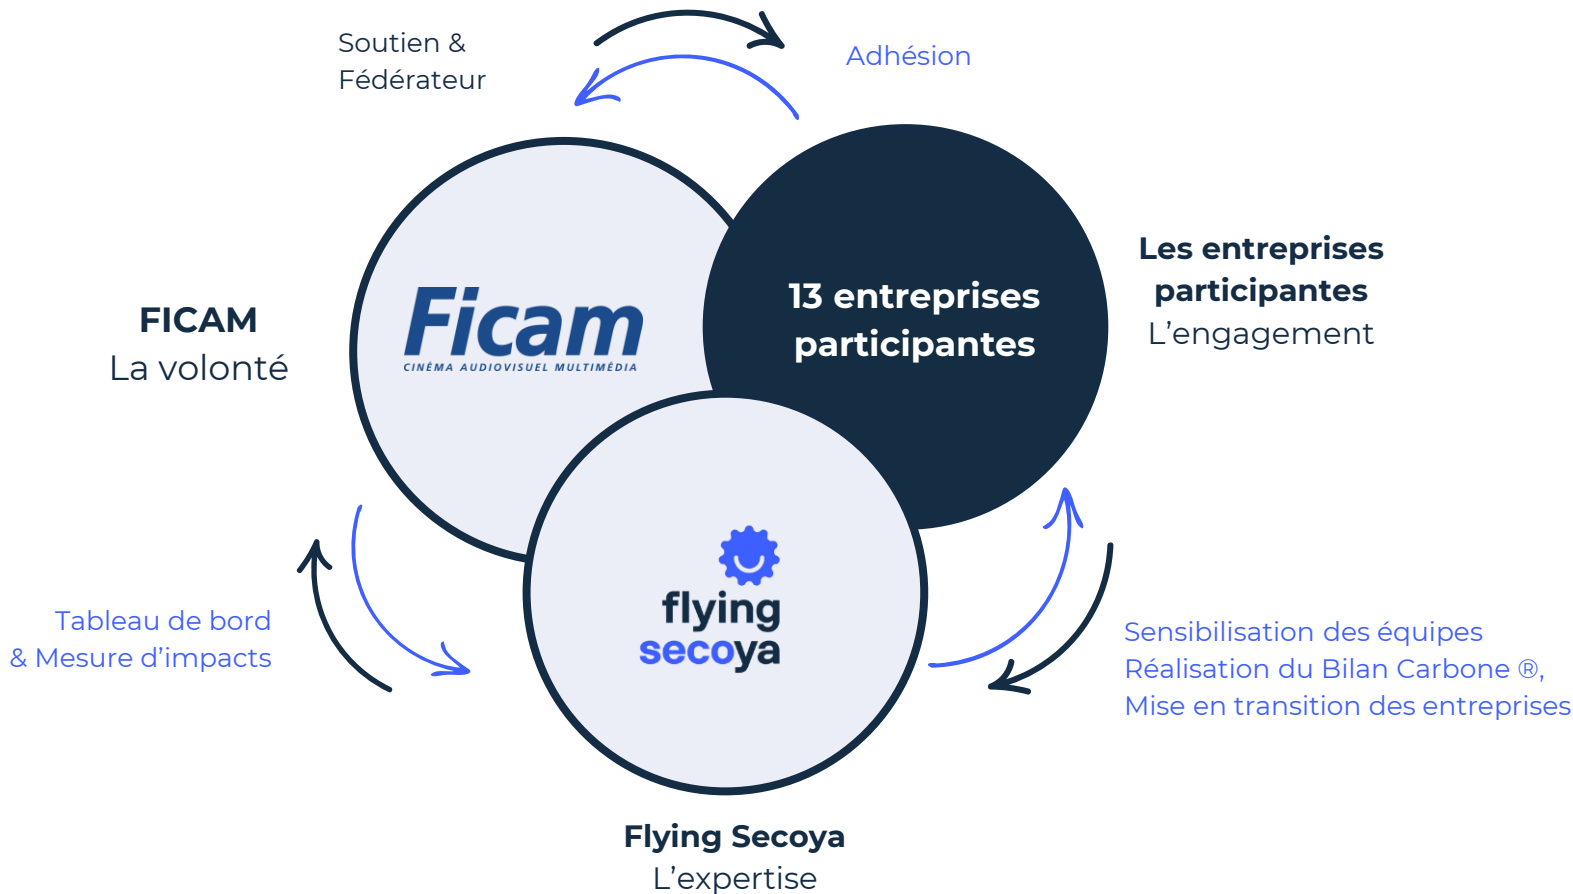 Soutien &
Fédérateur
Adhésion
FICAM
La volonté
Ficam
CINÉMA AUDIOVISUEL MULTIMÉDIA
13 entreprises
participantes
Les entreprises
participantes
L’engagement
Tableau de bord
& Mesure d’impacts
flying
secoya
Sensibilisation des équipes
Réalisation du Bilan Carbone ®,
Mise en transition des entreprises
Flying Secoya
L’expertise